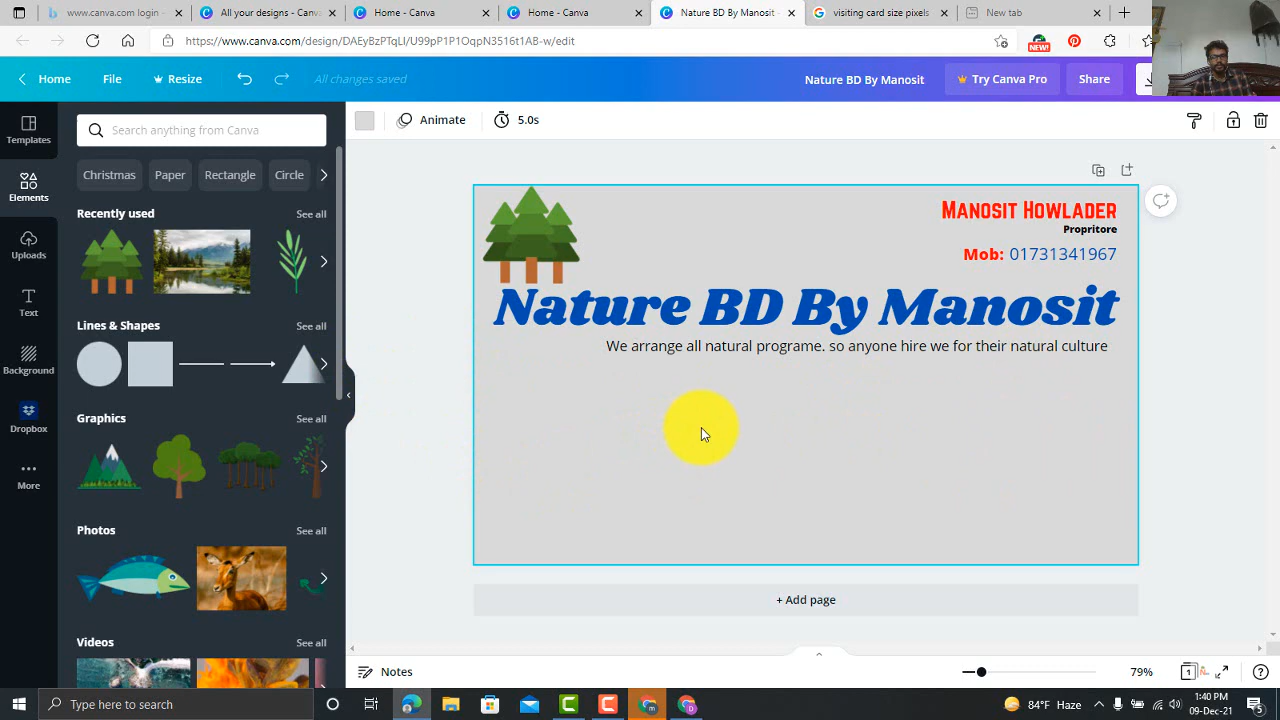 www.canva.com login -
All your designs - Canva
Home - Canva
Home - Canva
Nature BD By Manosit -
visiting card size pixels
New tab
https://www.canva.com/design/DAEyBzPTqLI/U99pP1P1OqpN3516t1AB-w/edit
NEW!
Home
File
Resize
All changes saved
Nature BD By Manosit
Try Canva Pro
Share
Templates
Elements
Uploads
Text
Background
Dropbox
More
Search anything from Canva
Christmas
Paper
Rectangle
Circle
Recently used
See all
Lines & Shapes
See all
Graphics
See all
Photos
See all
Videos
See all
Animate
5.0s
Manosit Howlader
Propritore
Mob: 01731341967
Nature BD By Manosit
We arrange all natural programe. so anyone hire we for their natural culture
+ Add page
Notes
79%
1
Type here to search
84°F Haze
1:40 PM
09-Dec-21